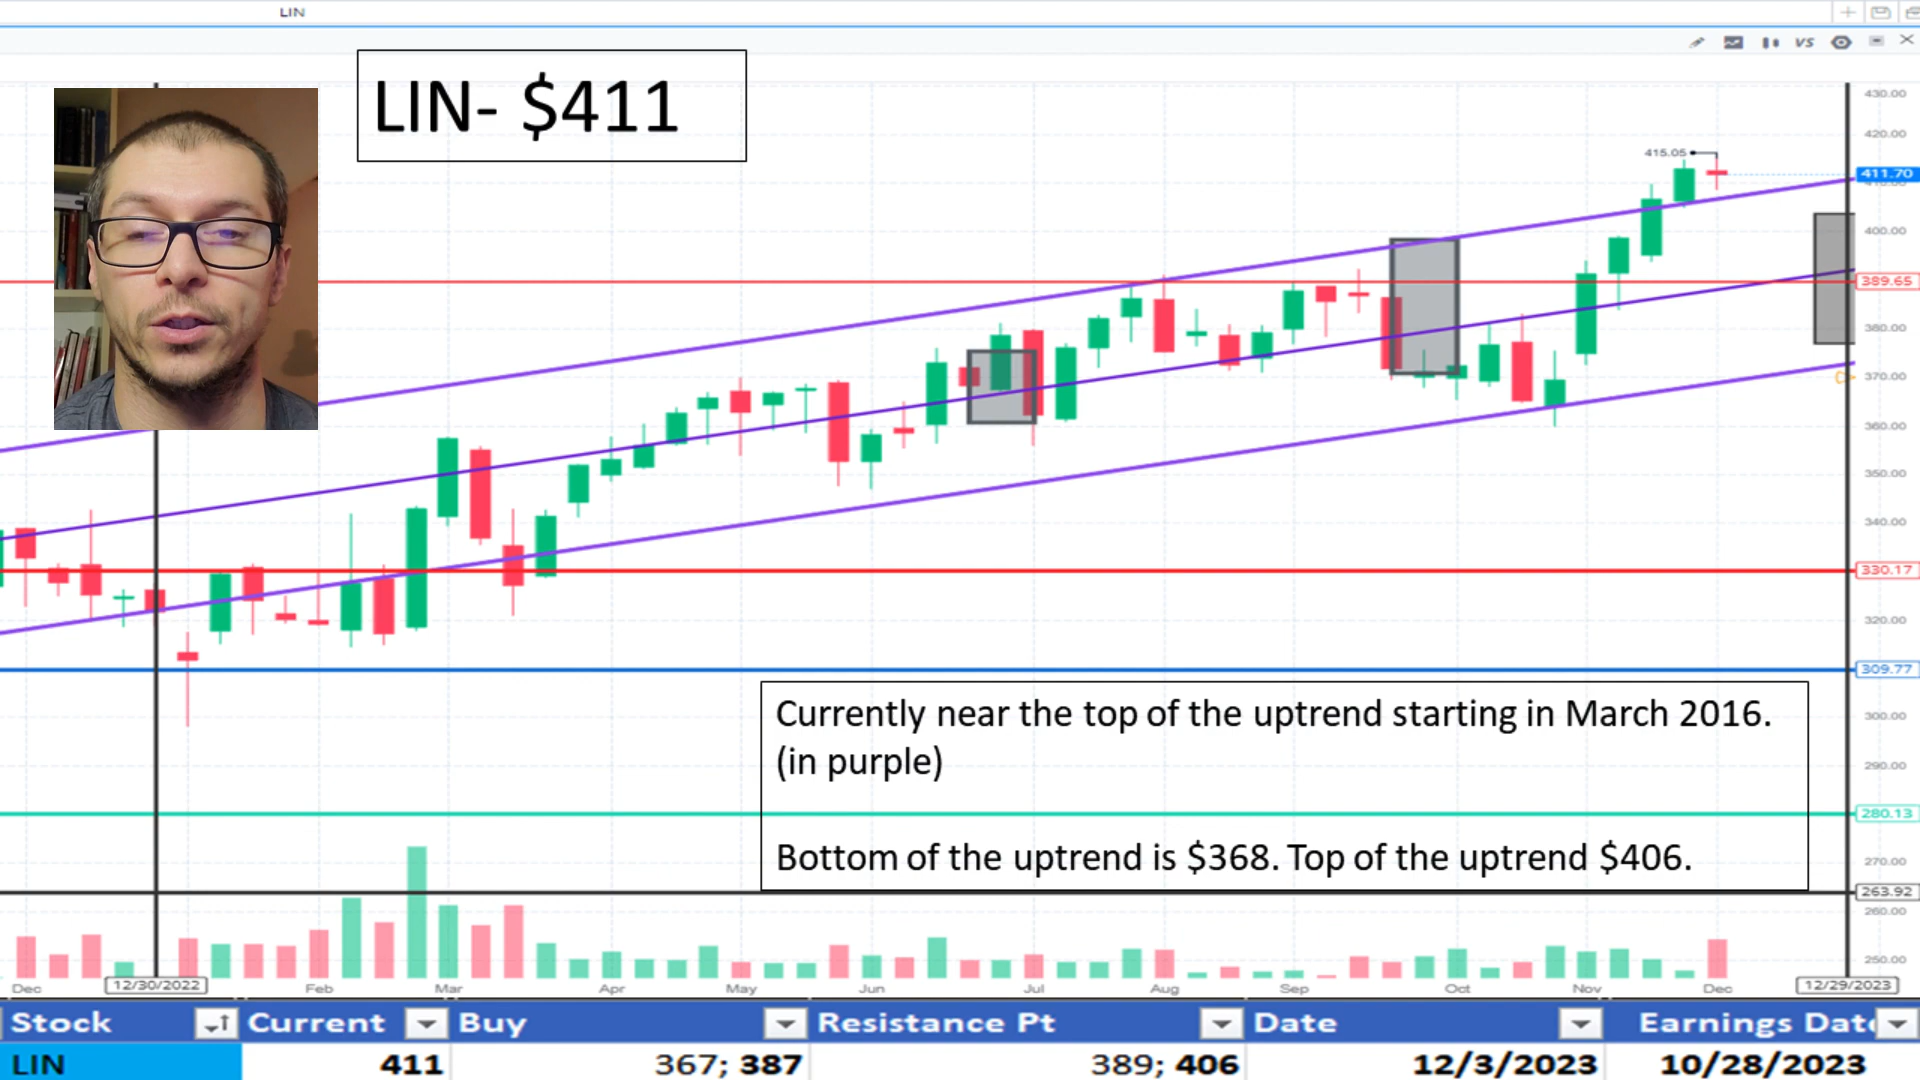 LIN
VS
LIN- $411
430.00
420.00
415.05
411.70
400.00
389.65
380.00
370.00
360.00
350.00
340.00
330.17
320.00
309.77
300.00
Currently near the top of the uptrend starting in March 2016.
(in purple)
290.00
280.13
Bottom of the uptrend is $368. Top of the uptrend $406.
270.00
263.92
260.00
250.00
Dec 12/30/2022 Feb Mar Apr May Jun Jul Aug Sep Oct Nov Dec 12/29/2023
Stock Current Buy Resistance Pt Date Earnings Date
LIN 411 367; 387 389; 406 12/3/2023 10/28/2023